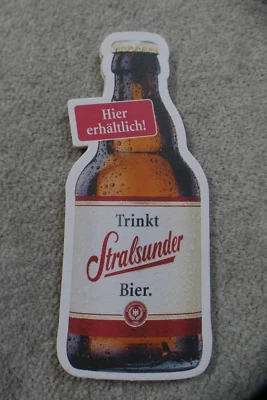 Hier
erhältlich!
Trinkt
Stralsunder
Bier.